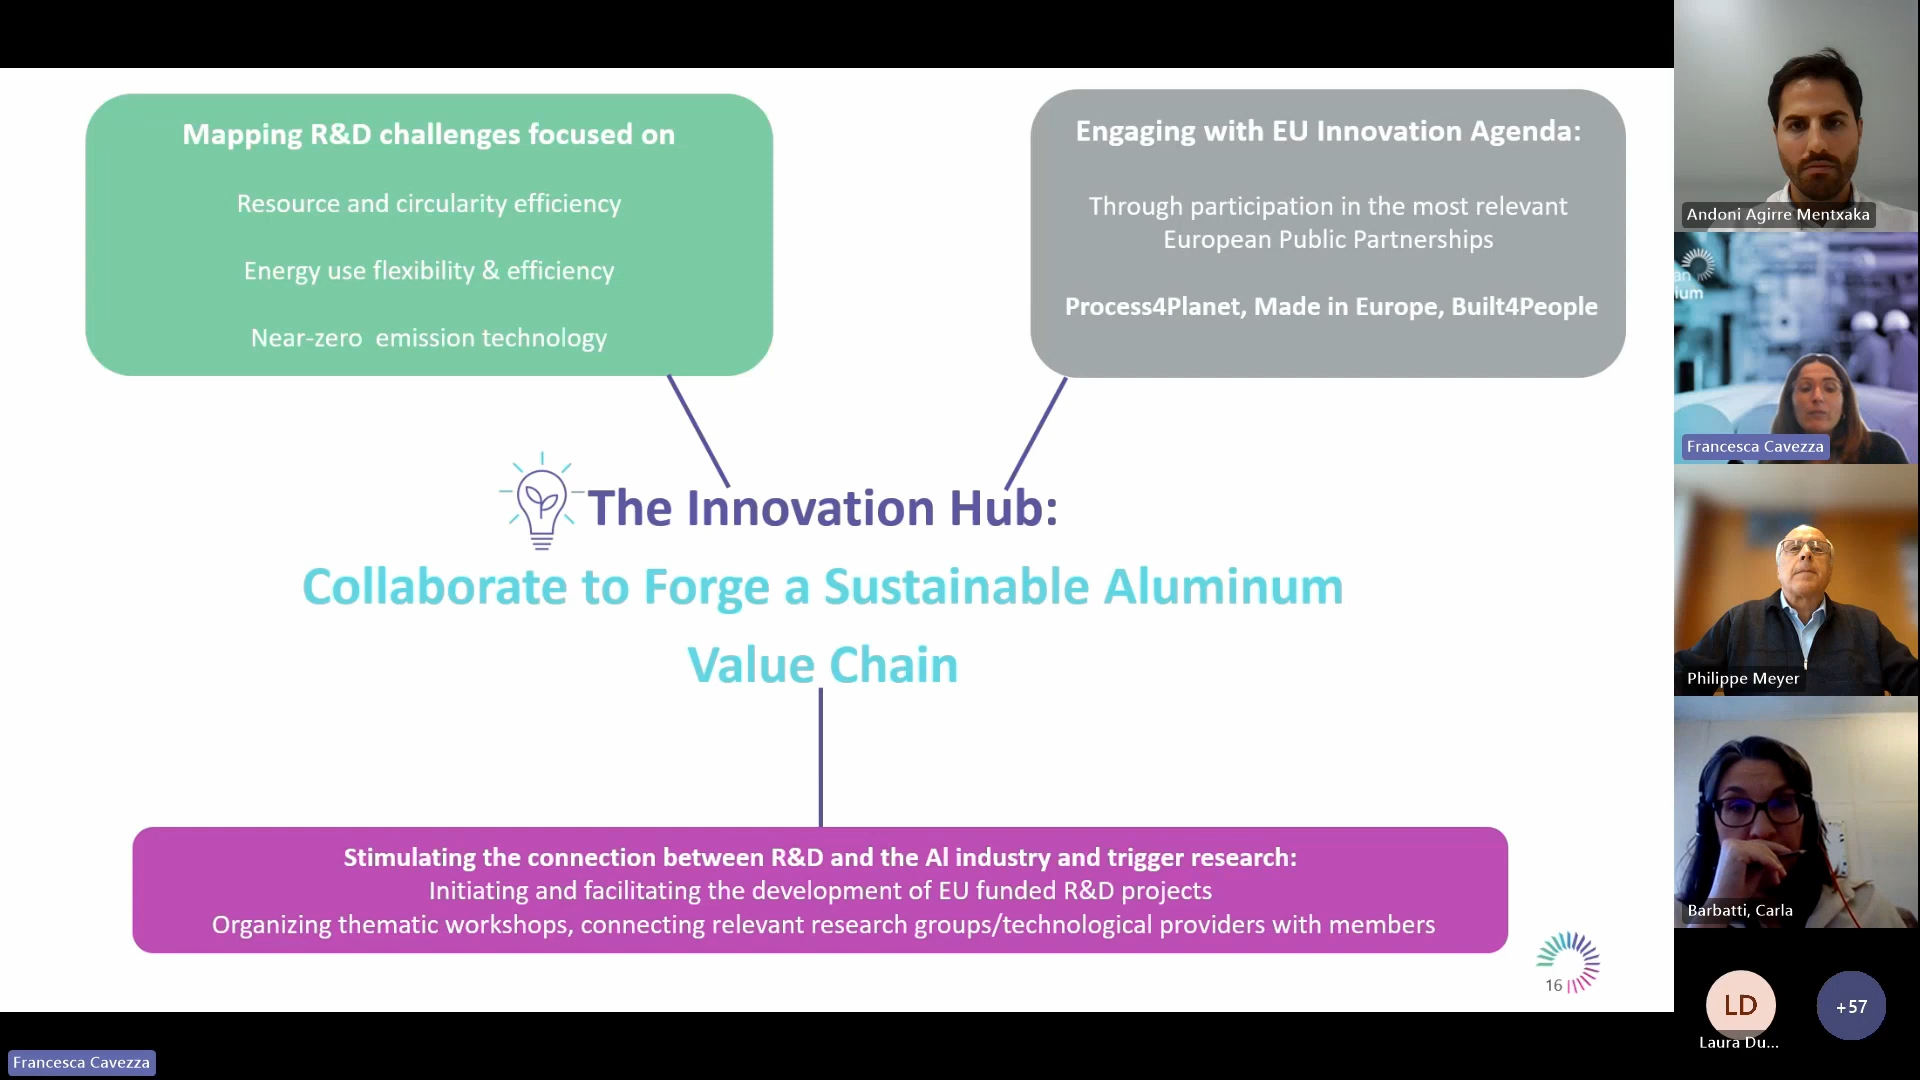 Mapping R&D challenges focused on
Resource and circularity efficiency
Energy use flexibility & efficiency
Near-zero  emission technology
Engaging with EU Innovation Agenda:
Through participation in the most relevant
European Public Partnerships
Process4Planet, Made in Europe, Built4People
The Innovation Hub:
Collaborate to Forge a Sustainable Aluminum
Value Chain
Stimulating the connection between R&D and the Al industry and trigger research:
Initiating and facilitating the development of EU funded R&D projects
Organizing thematic workshops, connecting relevant research groups/technological providers with members
16
Andoni Agirre Mentxaka
an
ium
Francesca Cavezza
Philippe Meyer
Barbatti, Carla
LD
+57
Laura Du...
Francesca Cavezza